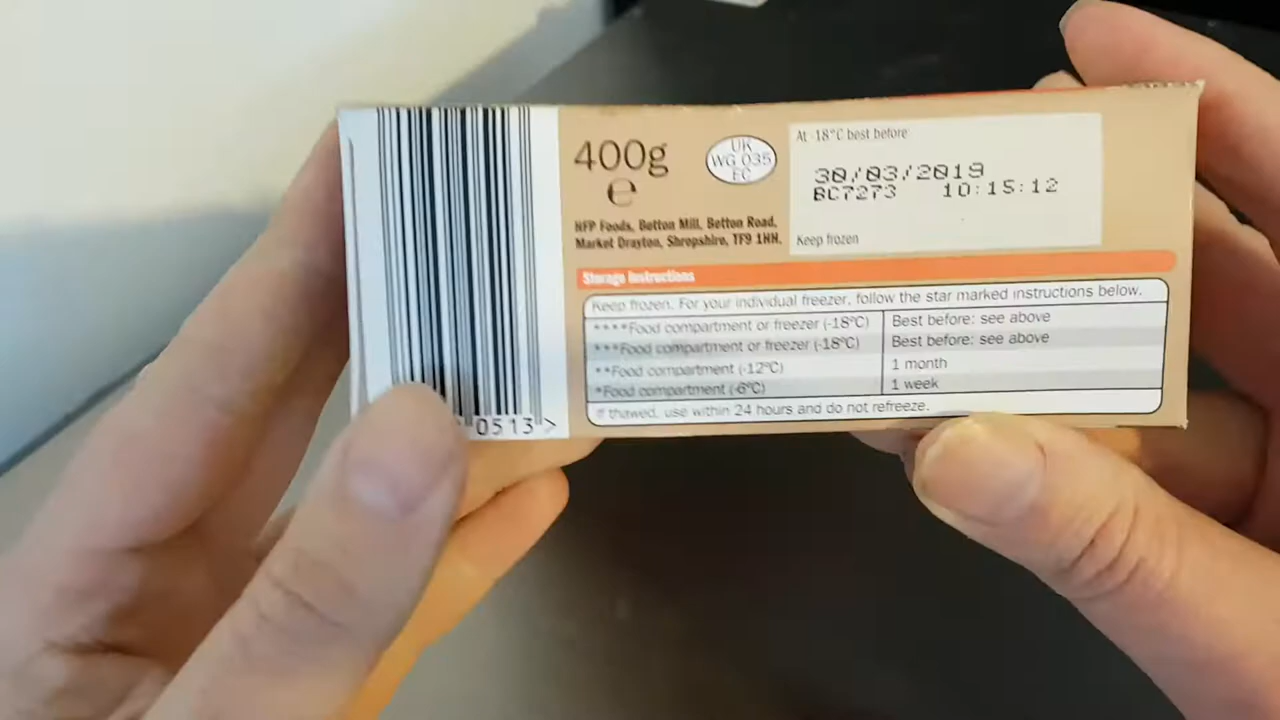 400g
e
UK
WG 035
EC
At -18°C best before
30/03/2019
BC7273 10:15:12
Keep frozen
HFP Foods, Betton Mill, Betton Road,
Market Drayton, Shropshire, TF9 1HH.
Storage Instructions
Keep frozen. For your individual freezer, follow the star marked instructions below.
****Food compartment or freezer (-18°C) Best before: see above
***Food compartment or freezer (-18°C) Best before: see above
**Food compartment (-12°C) 1 month
*Food compartment (-6°C) 1 week
If thawed, use within 24 hours and do not refreeze.
0513>